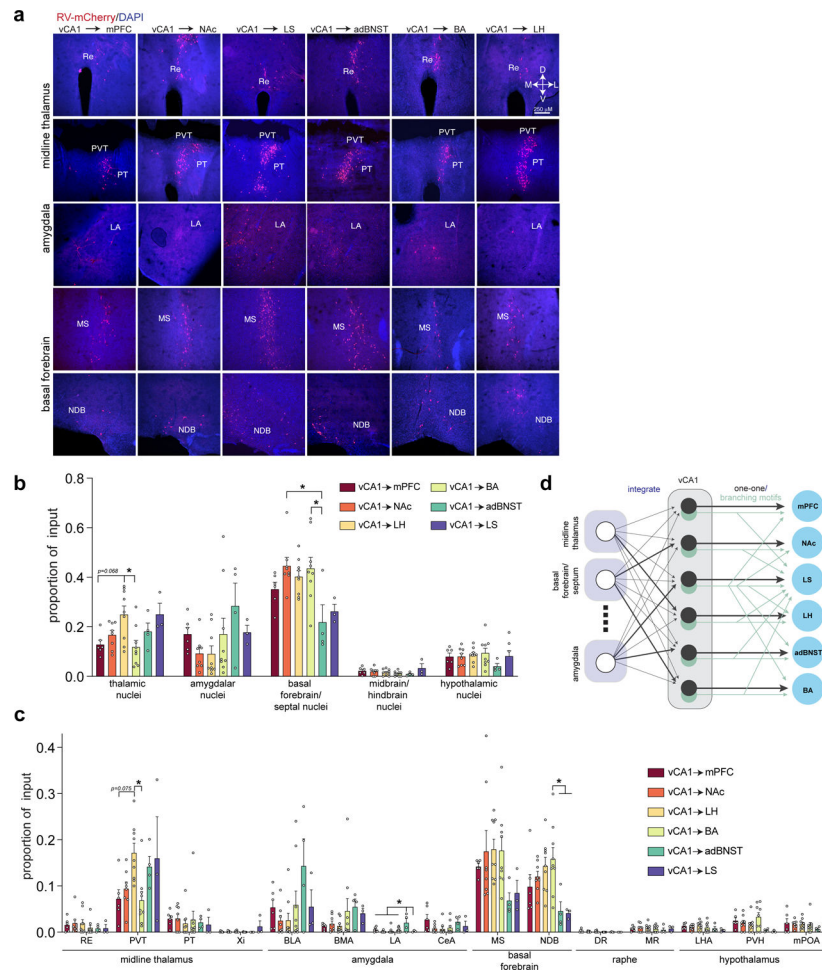 a
RV-mCherry/DAPI
vCA1 → mPFC vCA1 → NAc vCA1 → LS vCA1 → adBNST vCA1 → BA vCA1 → LH
midline thalamus
Re Re Re Re Re Re
D
M L
V
250 µM
PVT PVT PVT PVT PVT PVT
PT PT PT PT PT PT
amygdala
LA LA LA LA LA LA
basal forebrain
MS MS MS MS MS MS
NDB NDB NDB NDB NDB NDB
b
proportion of input
0.8
0.6
0.4
0.2
0.0
vCA1→mPFC
vCA1→NAc
vCA1→LH
vCA1→BA
vCA1→adBNST
vCA1→LS
p=0.068 *
*
*
thalamic nuclei
amygdalar nuclei
basal forebrain/ septal nuclei
midbrain/ hindbrain nuclei
hypothalamic nuclei
d
integrate
vCA1
one-one/
branching motifs
midline thalamus
basal forebrain/ septum
amygdala
mPFC
NAc
LS
LH
adBNST
BA
c
proportion of input
0.4
0.3
0.2
0.1
0.0
p=0.075 *
*
*
vCA1→mPFC
vCA1→NAc
vCA1→LH
vCA1→BA
vCA1→adBNST
vCA1→LS
RE PVT PT Xi BLA BMA LA CeA MS NDB DR MR LHA PVH mPOA
midline thalamus amygdala basal forebrain raphe hypothalamus